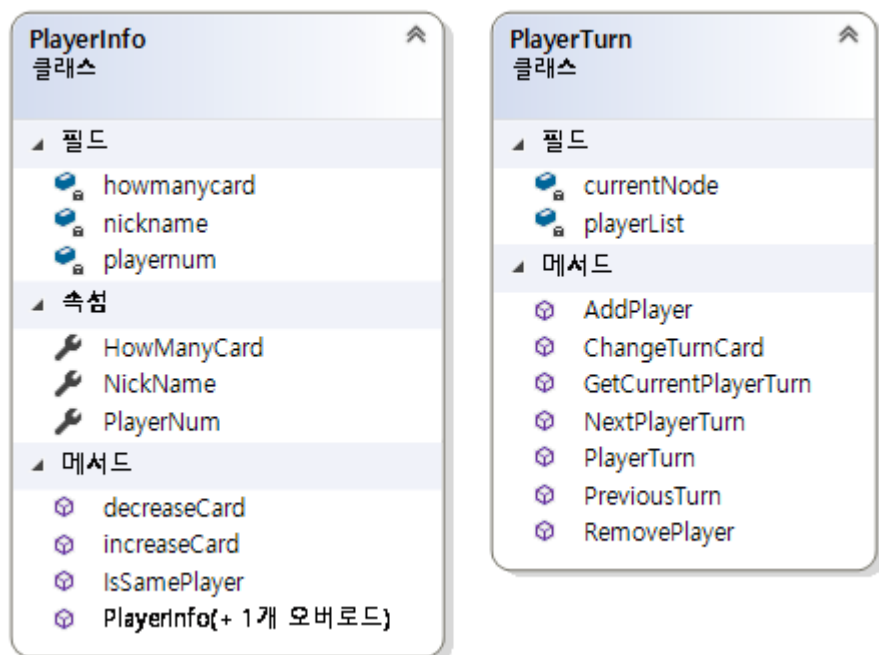 PlayerInfo
클래스
필드
howmanycard
nickname
playernum
속성
HowManyCard
NickName
PlayerNum
메서드
decreaseCard
increaseCard
IsSamePlayer
PlayerInfo(+ 1개 오버로드)
PlayerTurn
클래스
필드
currentNode
playerList
메서드
AddPlayer
ChangeTurnCard
GetCurrentPlayerTurn
NextPlayerTurn
PlayerTurn
PreviousTurn
RemovePlayer